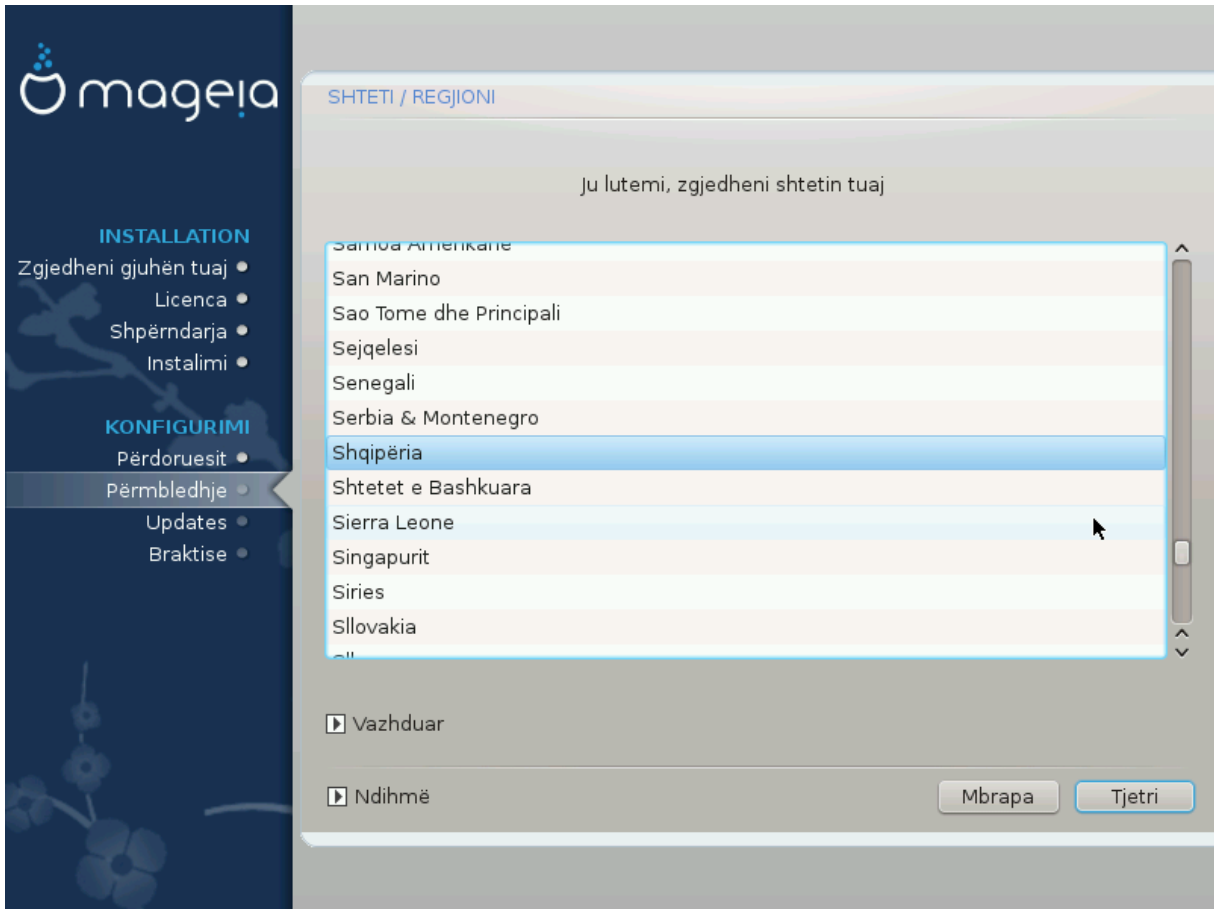 mageia
INSTALLATION
Zgjedheni gjuhën tuaj
Licenca
Shpërndarja
Instalimi
KONFIGURIMI
Përdoruesit
Përmbledhje
Updates
Braktise
SHTETI / REGJIONI
Ju lutemi, zgjedheni shtetin tuaj
Samoa Amerikane
San Marino
Sao Tome dhe Principali
Sejqelesi
Senegali
Serbia & Montenegro
Shqipëria
Shtetet e Bashkuara
Sierra Leone
Singapurit
Siries
Sllovakia
Vazhduar
Ndihmë
Mbrapa
Tjetri